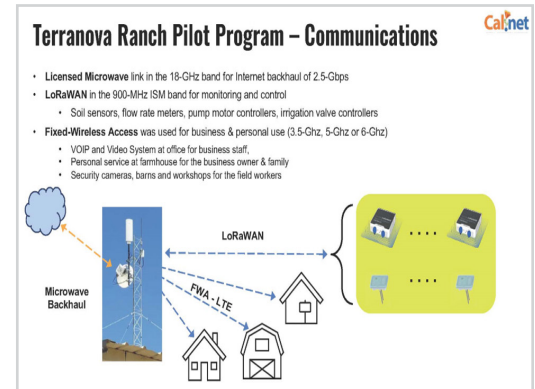 Terranova Ranch Pilot Program – Communications
Cal.net
• Licensed Microwave link in the 18-GHz band for Internet backhaul of 2.5-Gbps
• LoRaWAN in the 900-MHz ISM band for monitoring and control
• Soil sensors, flow rate meters, pump motor controllers, irrigation valve controllers
• Fixed-Wireless Access was used for business & personal use (3.5-Ghz, 5-Ghz or 6-Ghz)
• VOIP and Video System at office for business staff,
• Personal service at farmhouse for the business owner & family
• Security cameras, barns and workshops for the field workers
LoRaWAN
Microwave
Backhaul
FWA - LTE